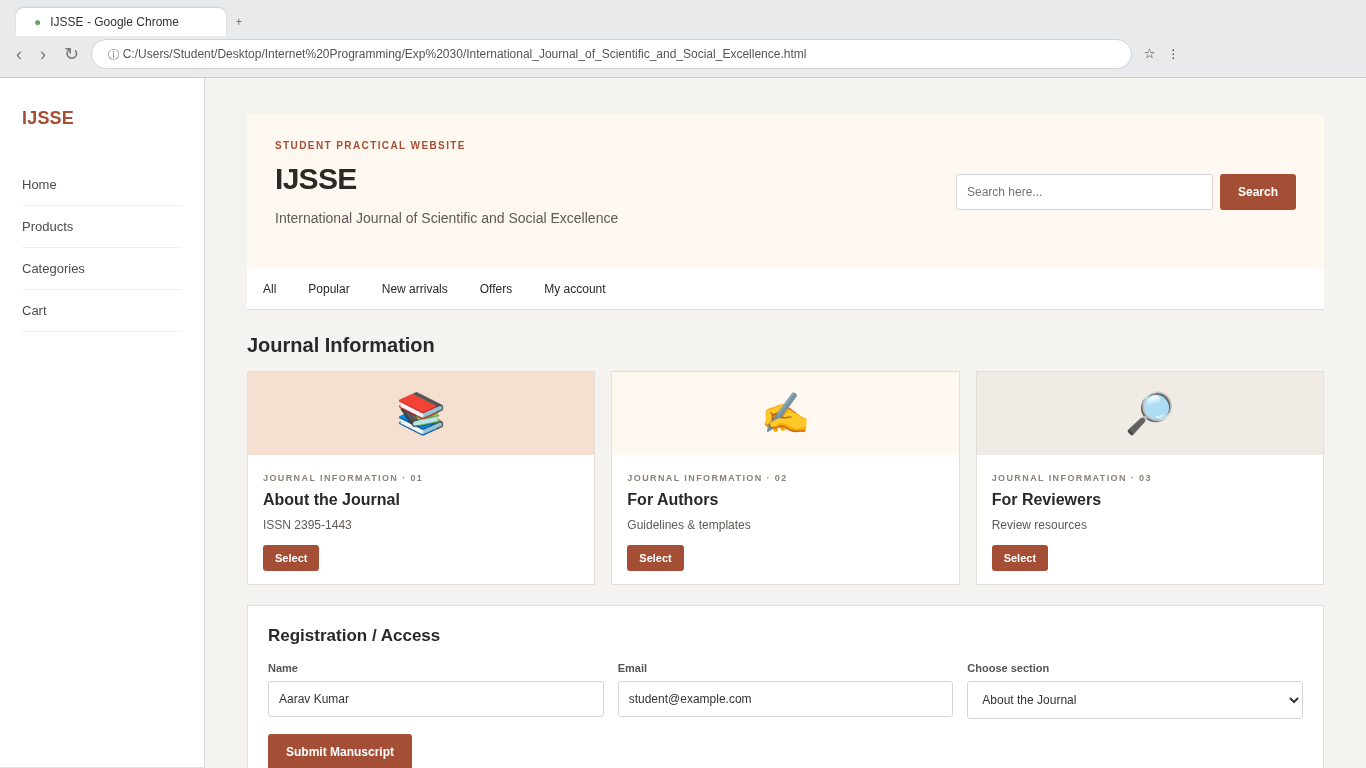 IJSSE - Google Chrome
+
C:/Users/Student/Desktop/Internet%20Programming/Exp%2030/International_Journal_of_Scientific_and_Social_Excellence.html
IJSSE
Home
Products
Categories
Cart
STUDENT PRACTICAL WEBSITE
IJSSE
International Journal of Scientific and Social Excellence
Search here...
Search
All
Popular
New arrivals
Offers
My account
Journal Information
JOURNAL INFORMATION · 01
About the Journal
ISSN 2395-1443
Select
JOURNAL INFORMATION · 02
For Authors
Guidelines & templates
Select
JOURNAL INFORMATION · 03
For Reviewers
Review resources
Select
Registration / Access
Name
Aarav Kumar
Email
student@example.com
Choose section
About the Journal
Submit Manuscript